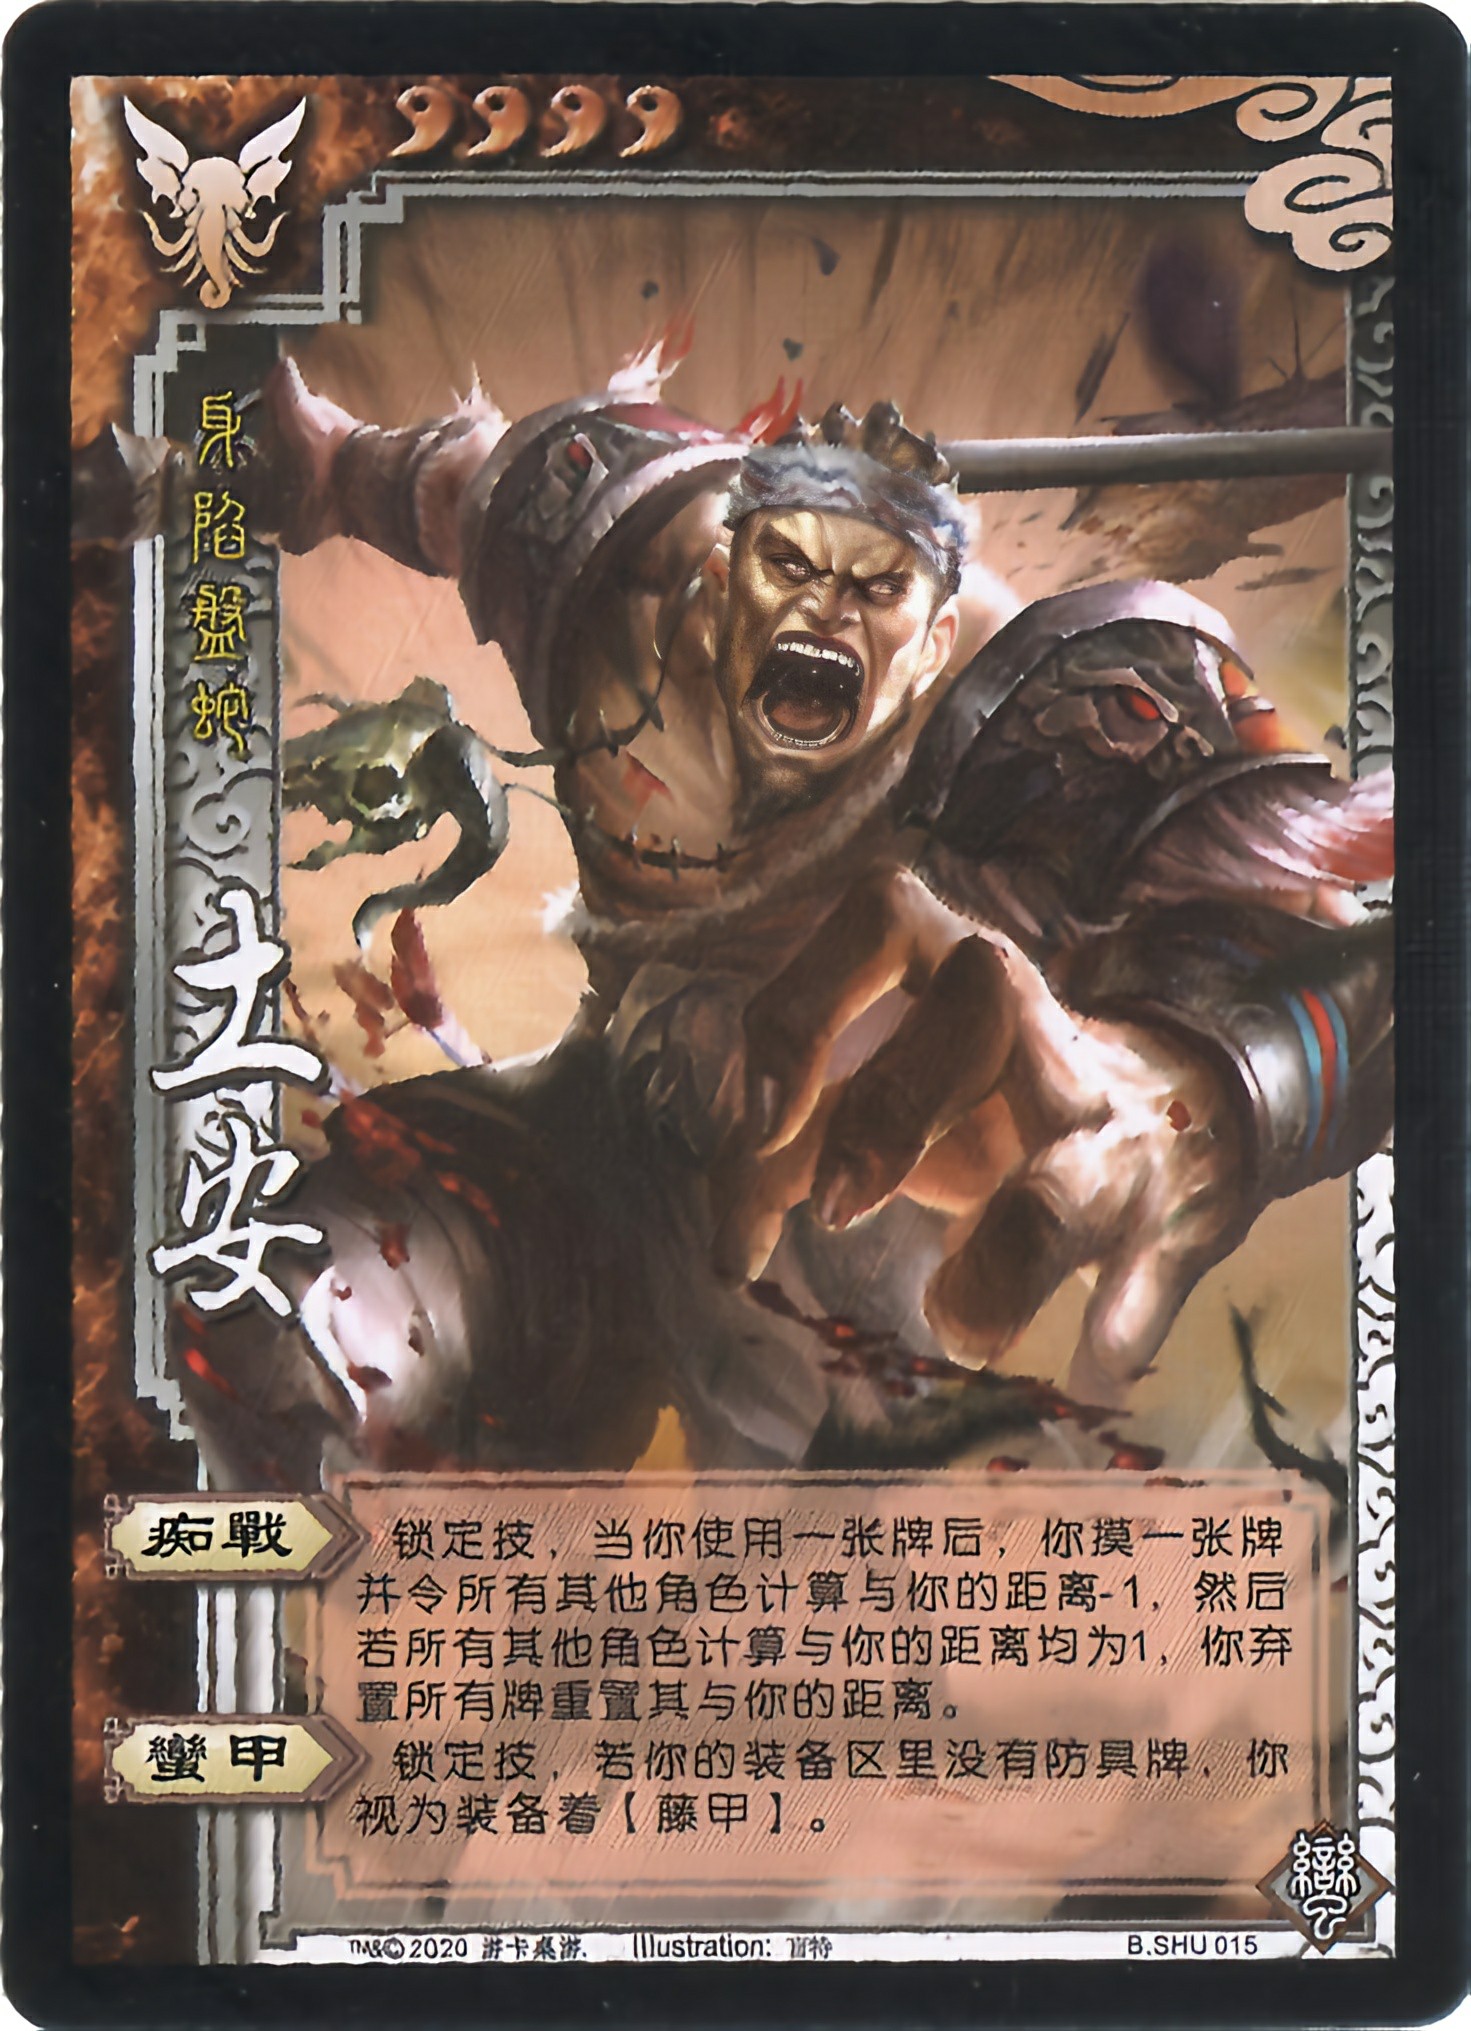 身陷盤蛇
土安
痴戰
锁定技，当你使用一张牌后，你摸一张牌
并令所有其他角色计算与你的距离-1，然后
若所有其他角色计算与你的距离均为1，你弃
置所有牌重置其与你的距离。
蠻甲
锁定技，若你的装备区里没有防具牌，你
视为装备着【藤甲】。
TM&©2020 游卡桌游. Illustration:
B.SHU 015